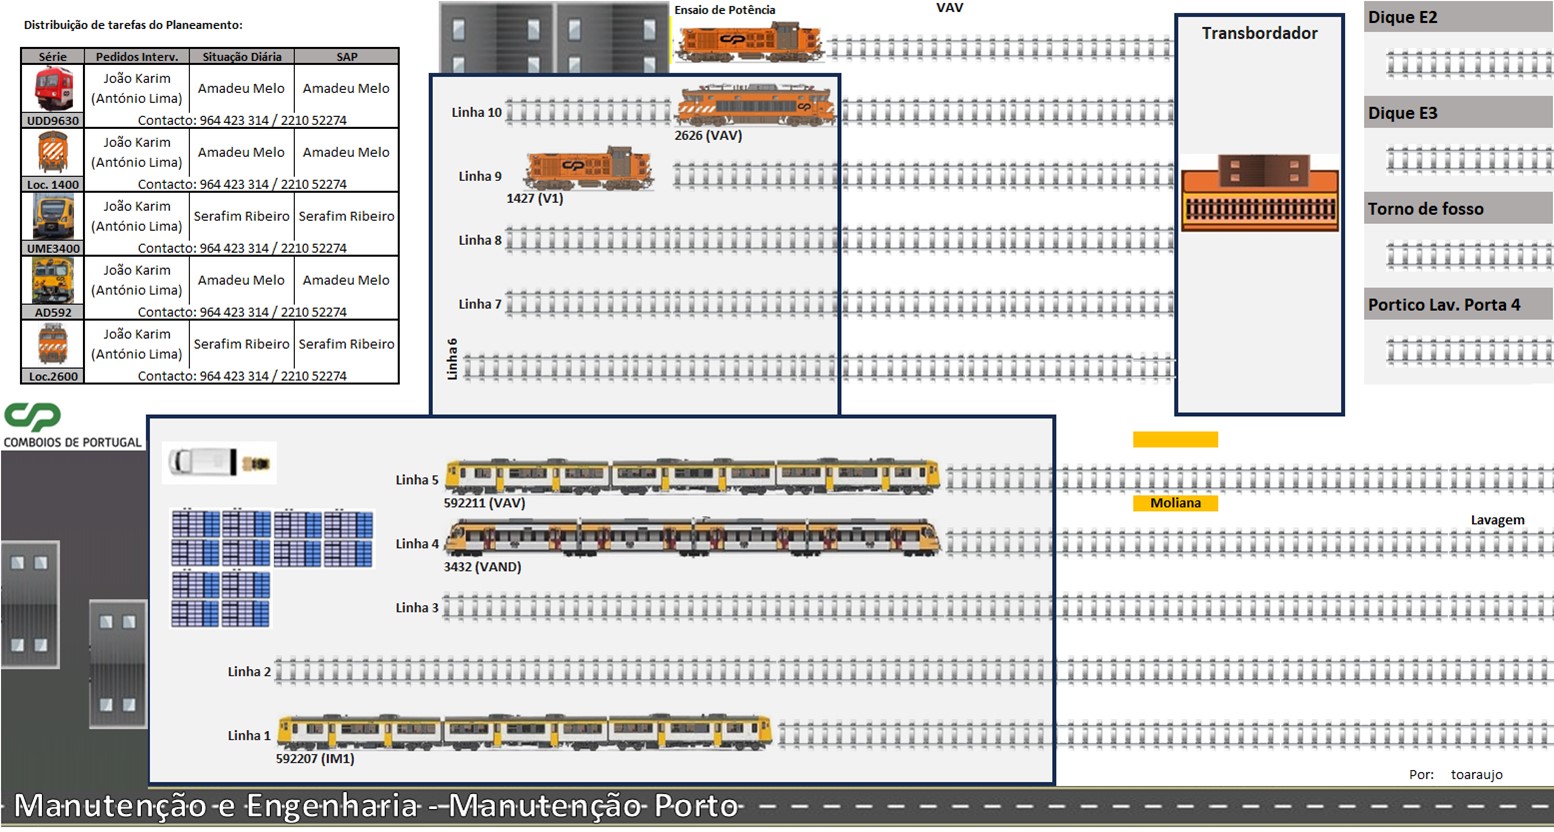 Distribuição de tarefas do Planeamento:
Série Pedidos Interv. Situação Diária SAP
João Karim
(António Lima) Amadeu Melo Amadeu Melo
UDD9630 Contacto: 964 423 314 / 2210 52274
João Karim
(António Lima) Amadeu Melo Amadeu Melo
Loc. 1400 Contacto: 964 423 314 / 2210 52274
João Karim
(António Lima) Serafim Ribeiro Serafim Ribeiro
UME3400 Contacto: 964 423 314 / 2210 52274
João Karim
(António Lima) Amadeu Melo Amadeu Melo
AD592 Contacto: 964 423 314 / 2210 52274
João Karim
(António Lima) Serafim Ribeiro Serafim Ribeiro
Loc.2600 Contacto: 964 423 314 / 2210 52274
CP
COMBOIOS DE PORTUGAL
Ensaio de Potência
VAV
Linha 10
2626 (VAV)
Linha 9
1427 (V1)
Linha 8
Linha 7
Linha 6
Transbordador
Dique E2
Dique E3
Torno de fosso
Portico Lav. Porta 4
Linha 5
592211 (VAV)
Moliana
Lavagem
Linha 4
3432 (VAND)
Linha 3
Linha 2
Linha 1
592207 (IM1)
Por: toaraujo
Manutenção e Engenharia - Manutenção Porto